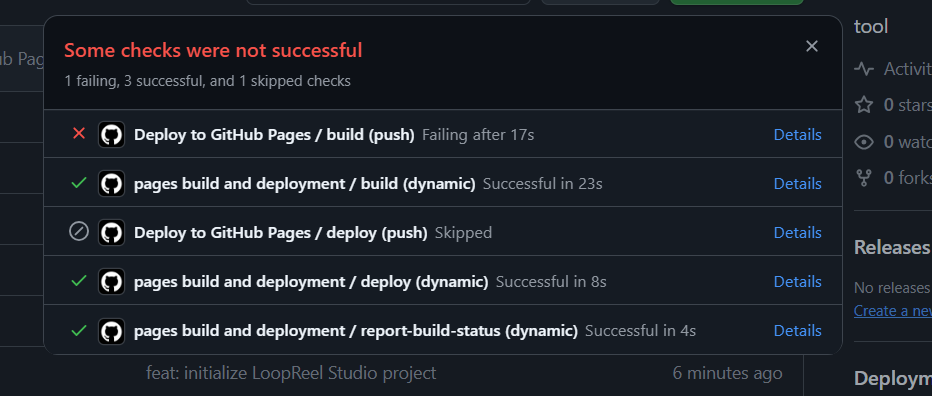 tool
ub Pag
Some checks were not successful
1 failing, 3 successful, and 1 skipped checks
Activit
0 stars
0 watc
0 forks
Deploy to GitHub Pages / build (push) Failing after 17s Details
pages build and deployment / build (dynamic) Successful in 23s Details
Deploy to GitHub Pages / deploy (push) Skipped Details
Releases
pages build and deployment / deploy (dynamic) Successful in 8s Details
No releases
Create a new
pages build and deployment / report-build-status (dynamic) Successful in 4s Details
feat: initialize LoopReel Studio project 6 minutes ago
Deploym